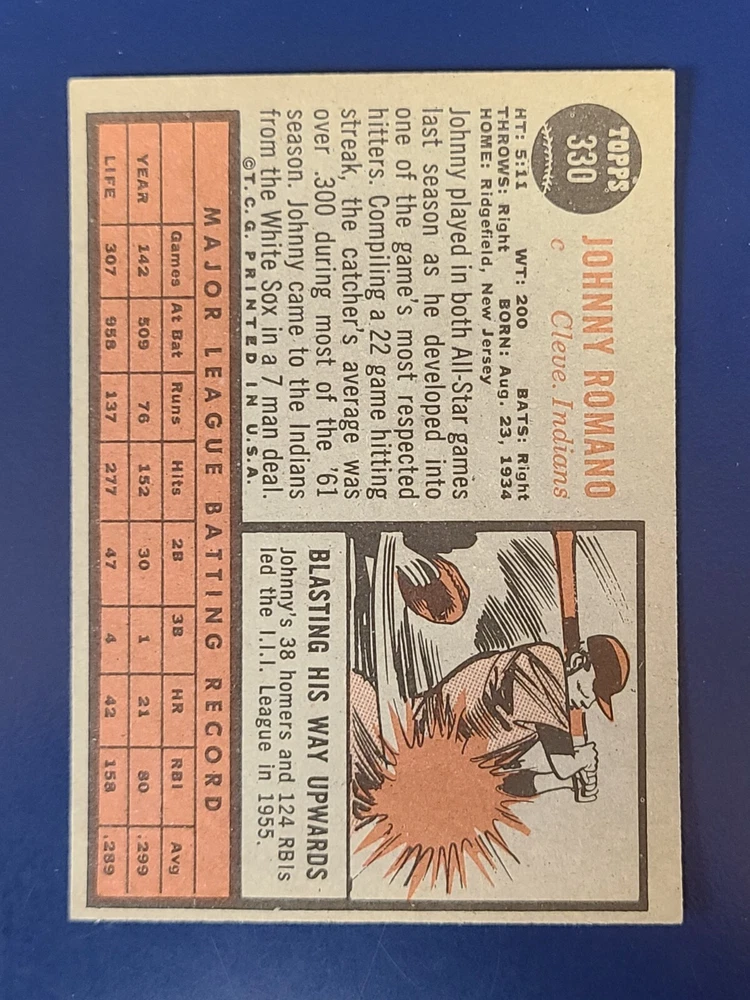 TOPPS
330
JOHNNY ROMANO
c Cleve. Indians
HT: 5:11 WT: 200 BATS: Right
THROWS: Right BORN: Aug. 23, 1934
HOME: Ridgefield, New Jersey
Johnny played in both All-Star games
last season as he developed into
one of the game's most respected
hitters. Compiling a 22 game hitting
streak, the catcher's average was
over .300 during most of the '61
season. Johnny came to the Indians
from the White Sox in a 7 man deal.
©T.C.G. PRINTED IN U.S.A.
BLASTING HIS WAY UPWARDS
Johnny's 38 homers and 124 RBIs
led the I.I.I. League in 1955.
MAJOR LEAGUE BATTING RECORD
Games At Bat Runs Hits 2B 3B HR RBI Avg
YEAR 142 509 76 152 30 1 21 80 .299
LIFE 307 958 137 277 47 4 42 158 .289